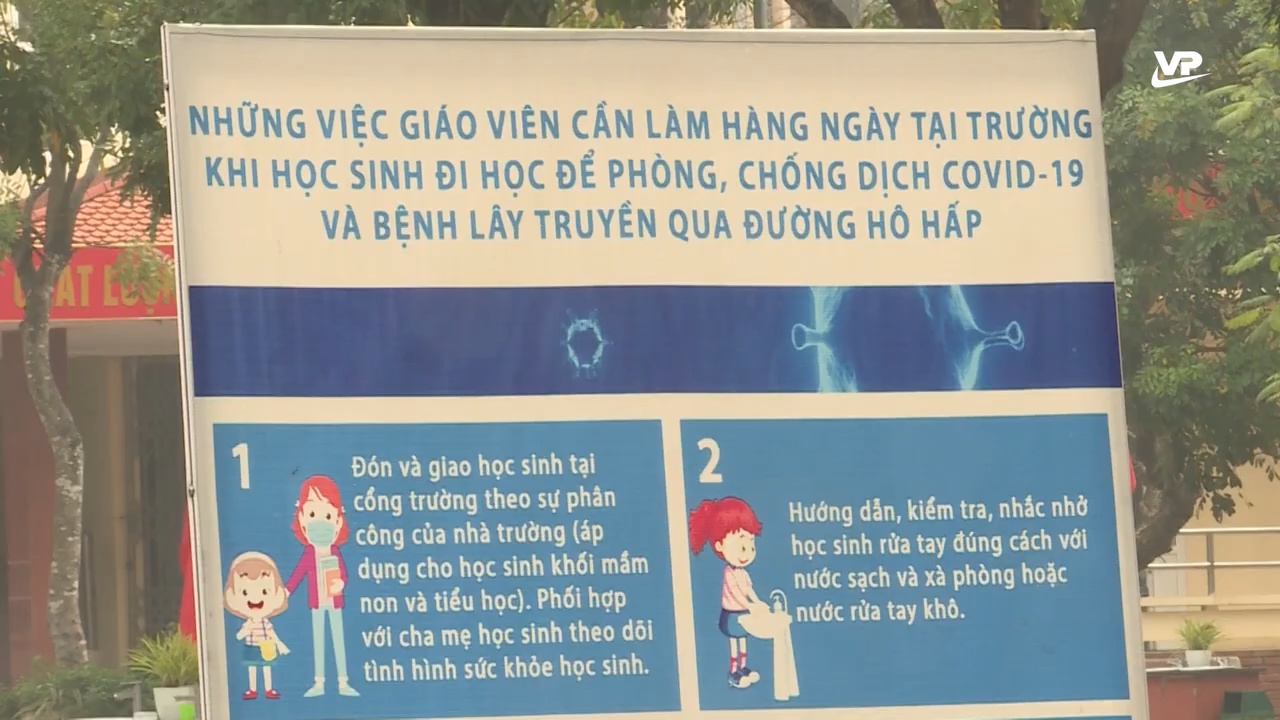 VP
NHỮNG VIỆC GIÁO VIÊN CẦN LÀM HÀNG NGÀY TẠI TRƯỜNG
KHI HỌC SINH ĐI HỌC ĐỂ PHÒNG, CHỐNG DỊCH COVID-19
VÀ BỆNH LÂY TRUYỀN QUA ĐƯỜNG HÔ HẤP
1
Đón và giao học sinh tại
cổng trường theo sự phân
công của nhà trường (áp
dụng cho học sinh khối mầm
non và tiểu học). Phối hợp
với cha mẹ học sinh theo dõi
tình hình sức khỏe học sinh.
2
Hướng dẫn, kiểm tra, nhắc nhở
học sinh rửa tay đúng cách với
nước sạch và xà phòng hoặc
nước rửa tay khô.